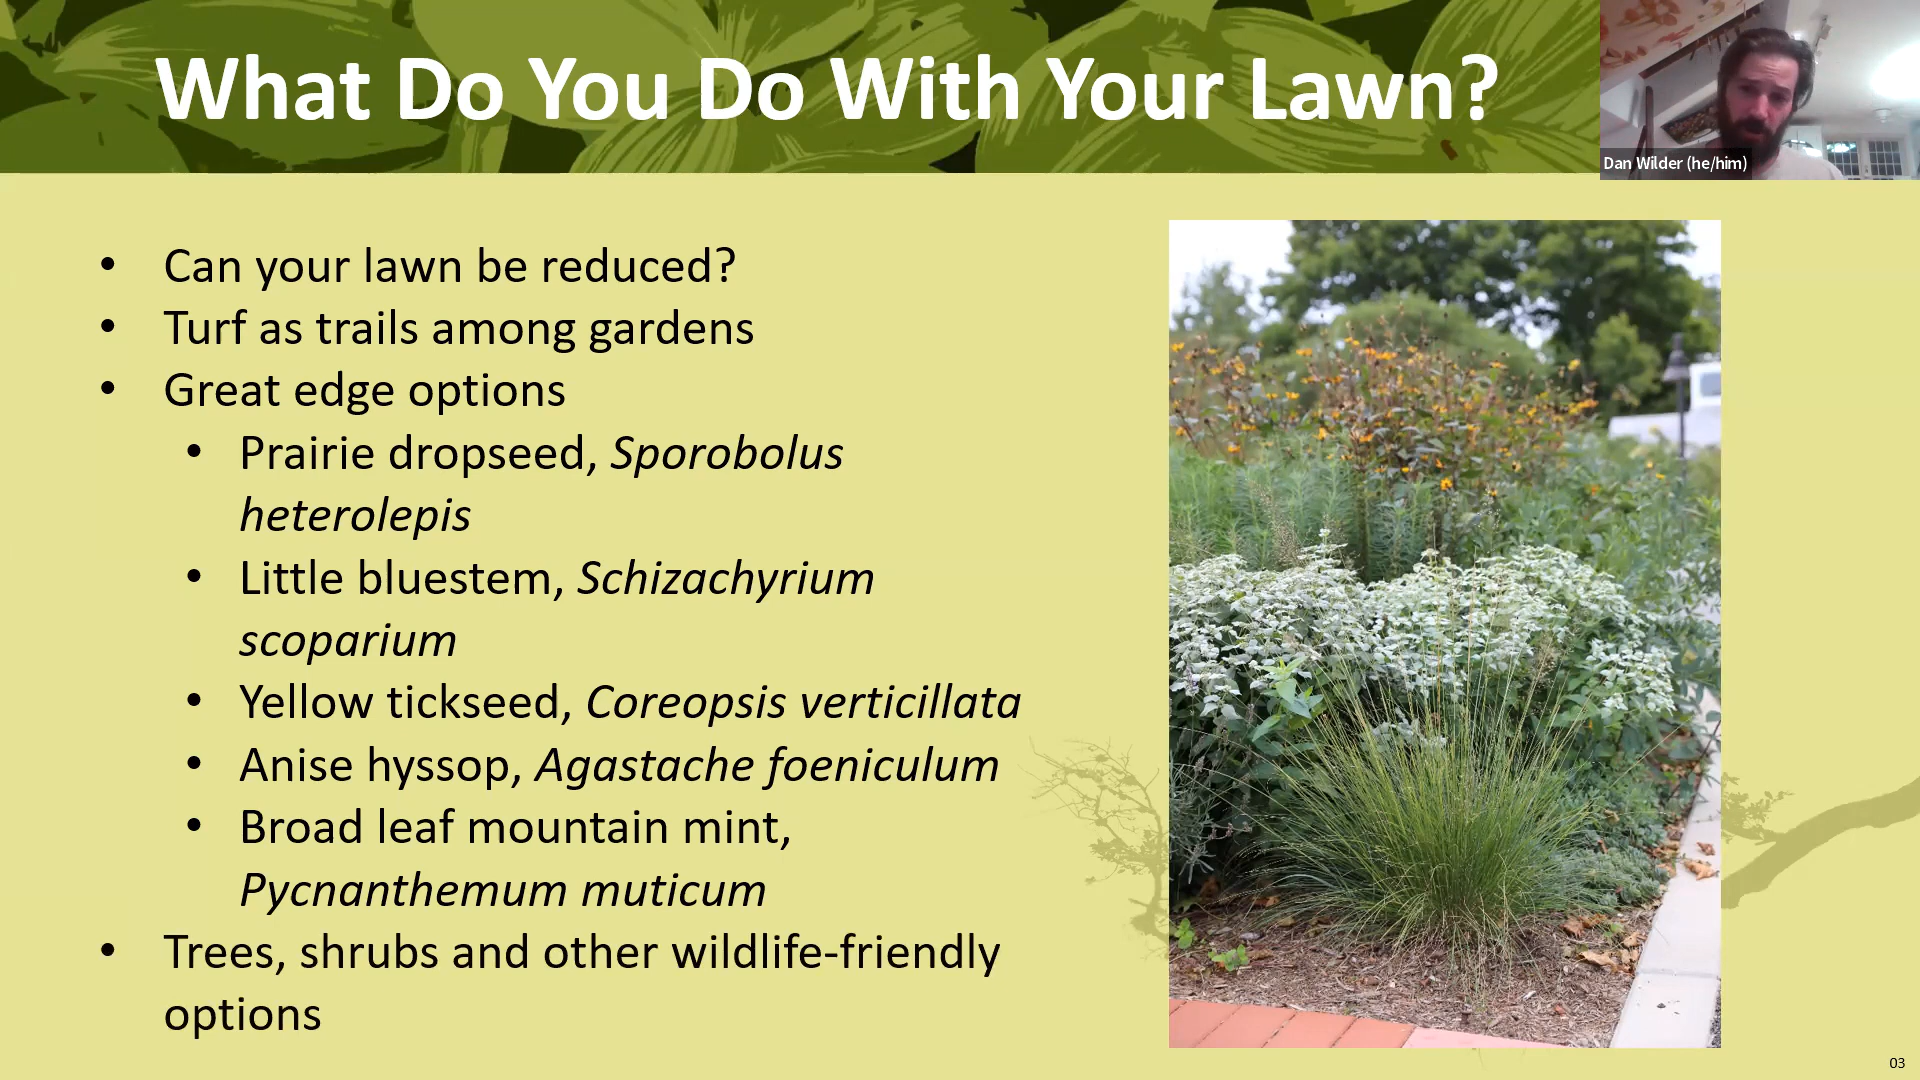 What Do You Do With Your Lawn?
Dan Wilder (he/him)
• Can your lawn be reduced?
• Turf as trails among gardens
• Great edge options
• Prairie dropseed, Sporobolus
heterolepis
• Little bluestem, Schizachyrium
scoparium
• Yellow tickseed, Coreopsis verticillata
• Anise hyssop, Agastache foeniculum
• Broad leaf mountain mint,
Pycnanthemum muticum
• Trees, shrubs and other wildlife-friendly
options
03